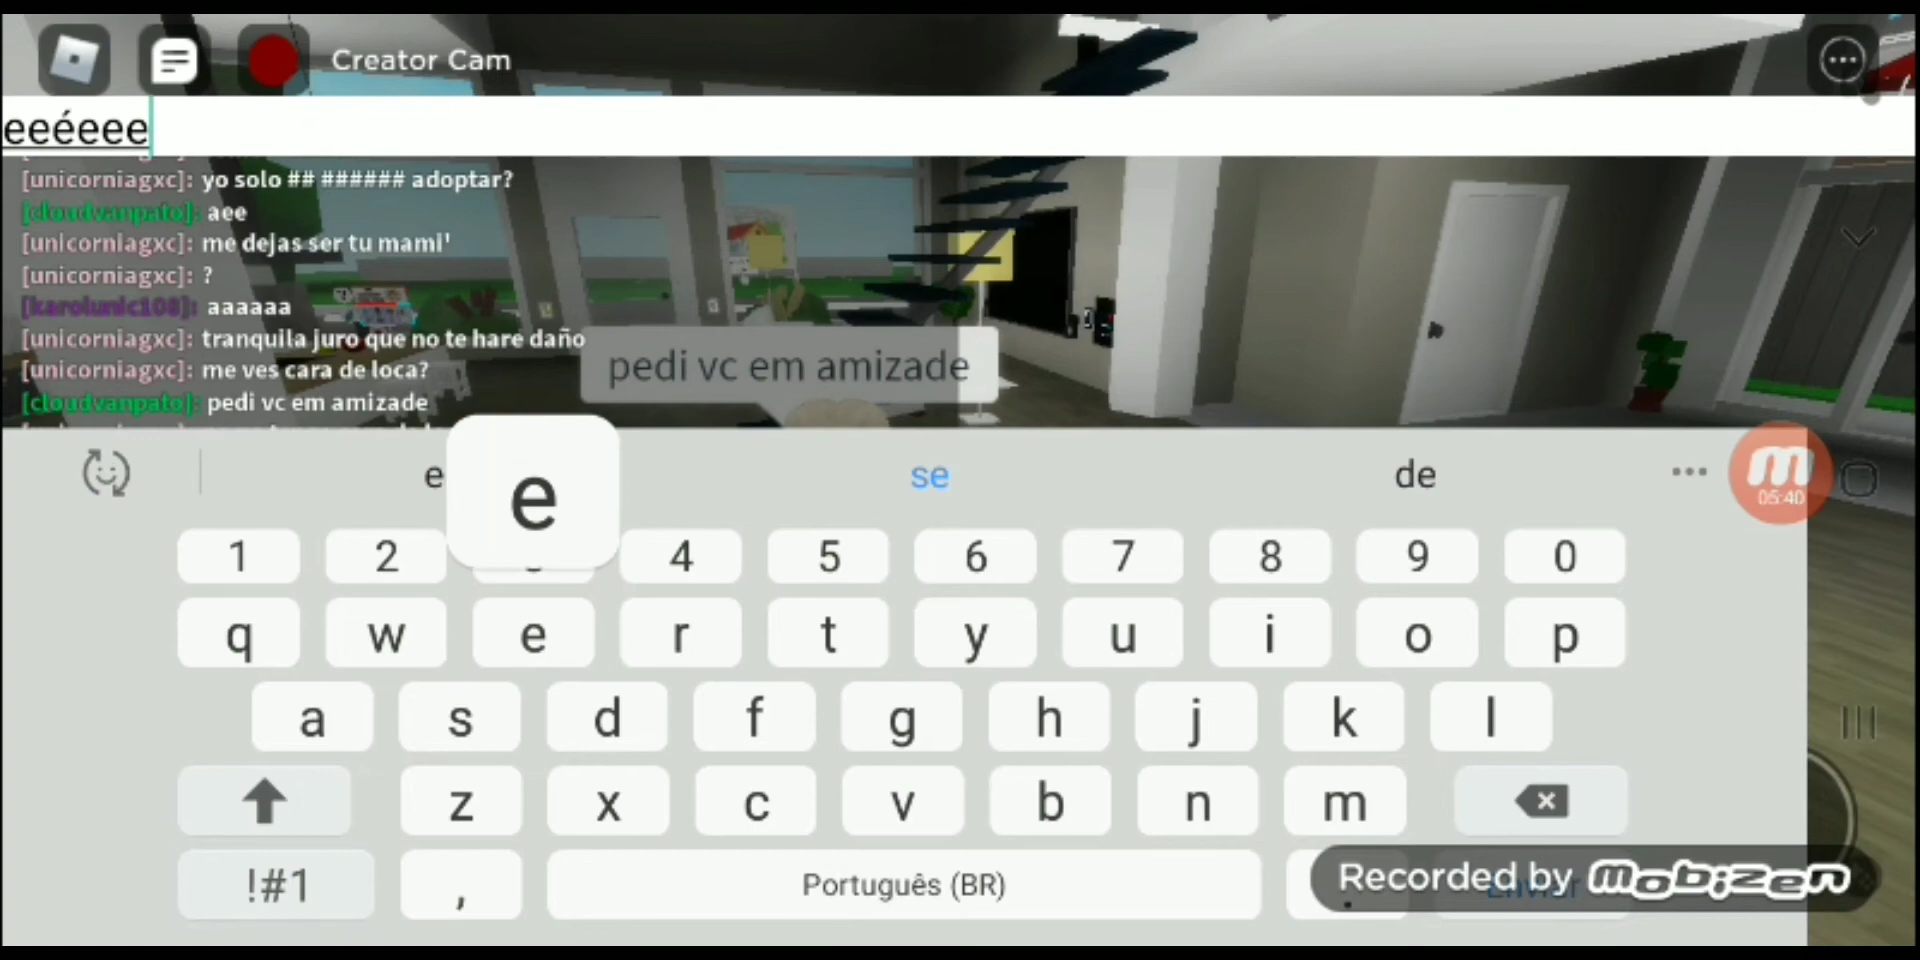 Creator Cam
eeéeee
[unicorniagxc]: yo solo ## ###### adoptar?
[cloudvanpato]: aee
[unicorniagxc]: me dejas ser tu mami'
[unicorniagxc]: ?
[karolunic108]: aaaaaa
[unicorniagxc]: tranquila juro que no te hare daño
[unicorniagxc]: me ves cara de loca?
[cloudvanpato]: pedi vc em amizade
pedi vc em amizade
e se de
e
05:40
1 2 4 5 6 7 8 9 0
q w e r t y u i o p
a s d f g h j k l
z x c v b n m
!#1 , Português (BR) .
Enviar
Recorded by mobizen